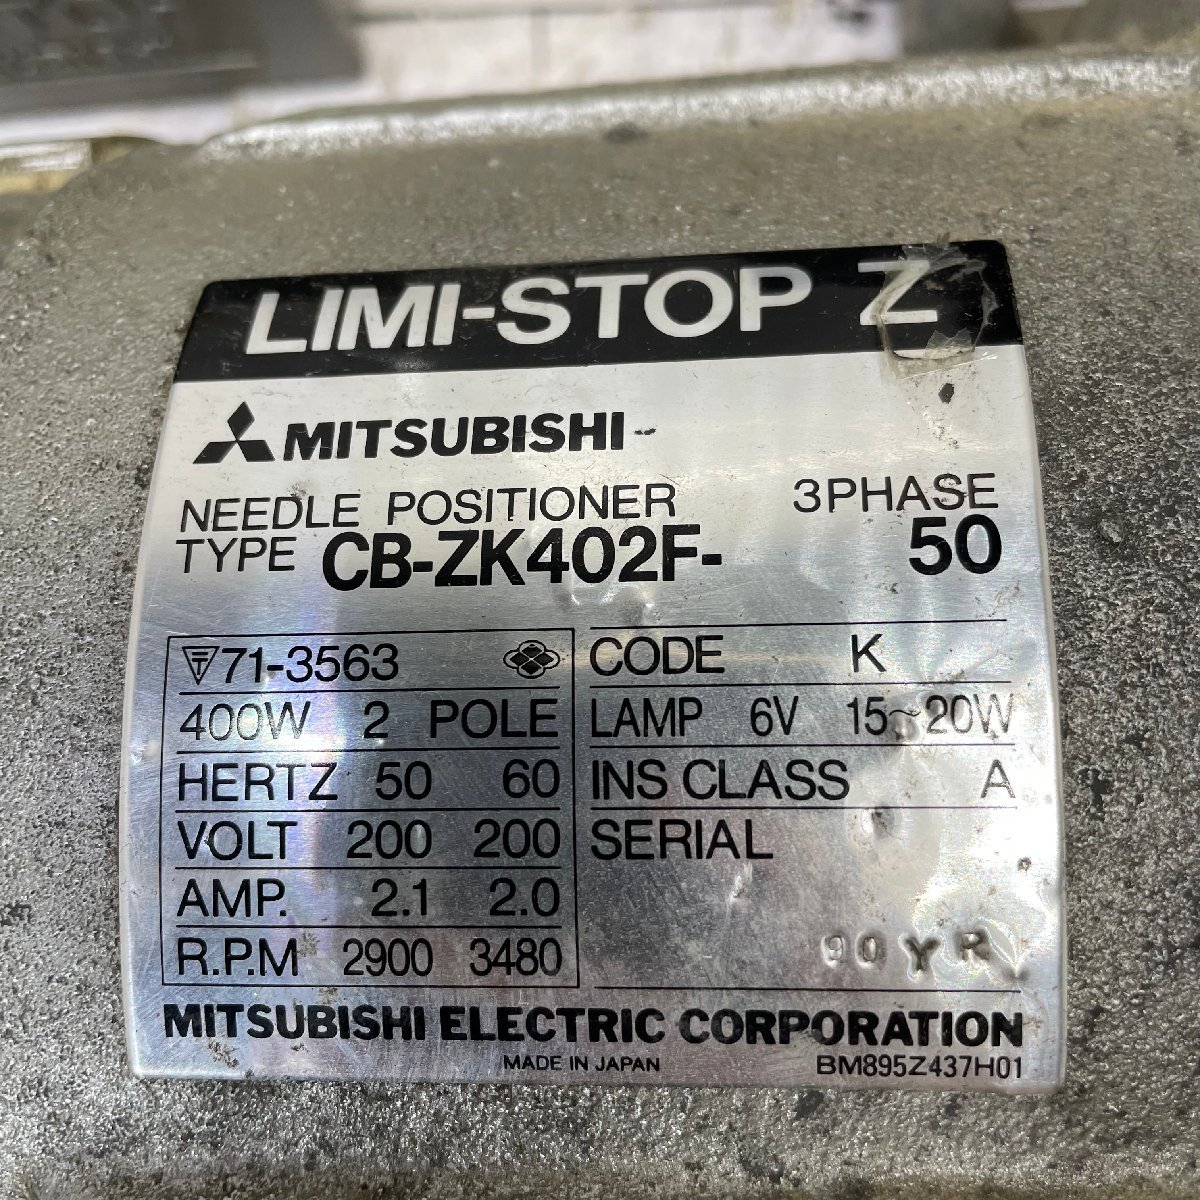 LIMI-STOP Z
MITSUBISHI
NEEDLE POSITIONER 3PHASE
TYPE CB-ZK402F- 50
71-3563
400W 2 POLE
HERTZ 50 60
VOLT 200 200
AMP. 2.1 2.0
R.P.M 2900 3480
CODE K
LAMP 6V 15~20W
INS CLASS A
SERIAL
90YR
MITSUBISHI ELECTRIC CORPORATION
MADE IN JAPAN BM895Z437H01